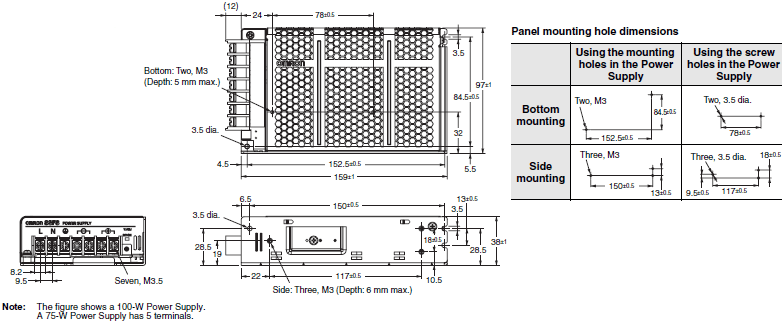 (12)
24
78±0.5
3.5
Bottom: Two, M3
(Depth: 5 mm max.)
OMRON
97±1
84.5±0.5
32
3.5 dia.
4.5
152.5±0.5
5.5
159±1
Panel mounting hole dimensions
Using the mounting holes in the Power Supply
Using the screw holes in the Power Supply
Bottom mounting
Two, M3
84.5±0.5
152.5±0.5
Two, 3.5 dia.
78±0.5
Side mounting
Three, M3
150±0.5
13±0.5
Three, 3.5 dia.
18±0.5
9.5±0.5
117±0.5
OMRON S8FS POWER SUPPLY
L N
8.2
9.5
Seven, M3.5
6.5
150±0.5
13±0.5
3.5
3.5 dia.
28.5
19
18±0.5
28.5
38±1
22
117±0.5
10.5
Side: Three, M3 (Depth: 6 mm max.)
Note: The figure shows a 100-W Power Supply.
A 75-W Power Supply has 5 terminals.